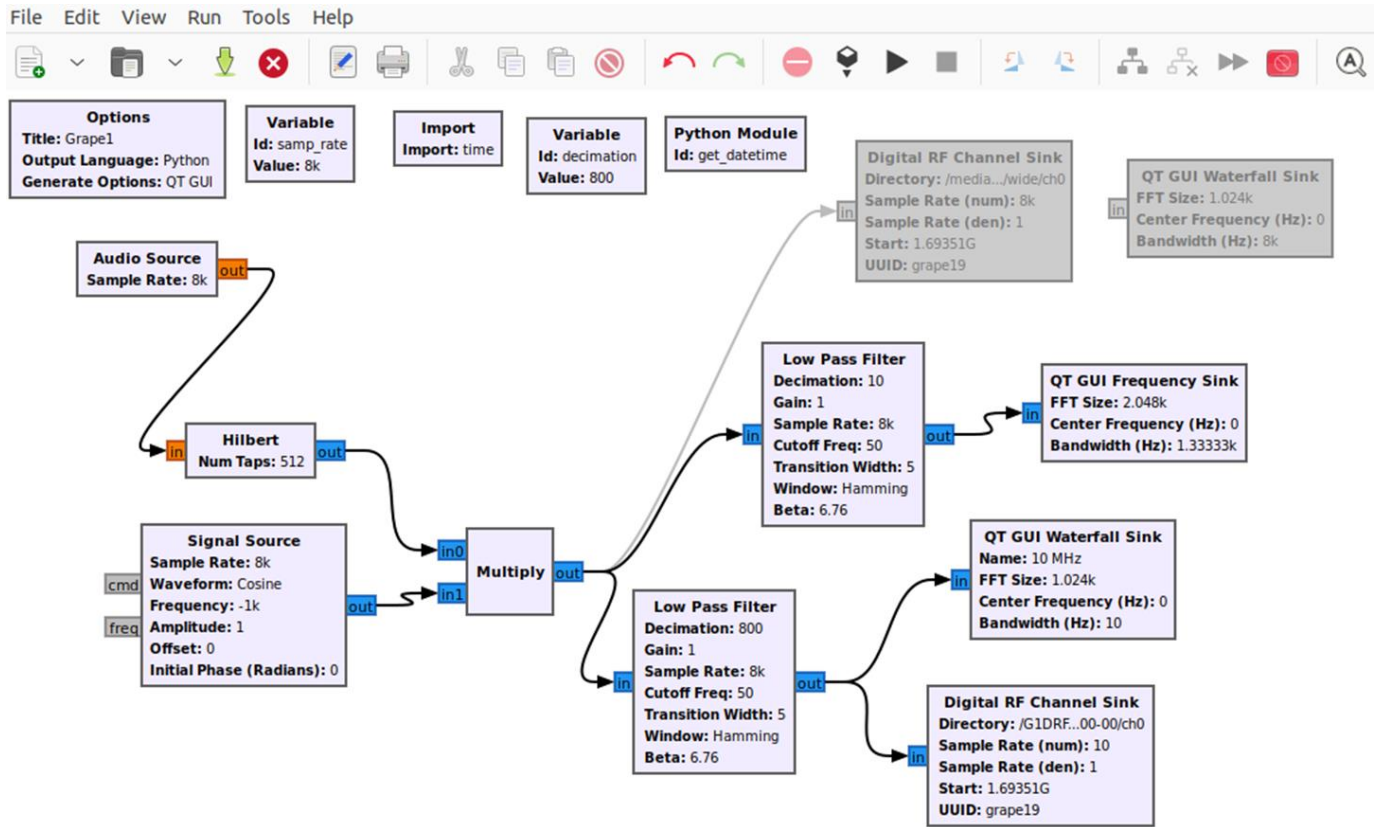 File Edit View Run Tools Help
Options
Title: Grape1
Output Language: Python
Generate Options: QT GUI
Variable
Id: samp_rate
Value: 8k
Import
Import: time
Variable
Id: decimation
Value: 800
Python Module
Id: get_datetime
Digital RF Channel Sink
Directory: /media.../wide/ch0
Sample Rate (num): 8k
Sample Rate (den): 1
Start: 1.69351G
UUID: grape19
in
QT GUI Waterfall Sink
FFT Size: 1.024k
Center Frequency (Hz): 0
Bandwidth (Hz): 8k
in
Audio Source
Sample Rate: 8k
out
Low Pass Filter
Decimation: 10
Gain: 1
Sample Rate: 8k
Cutoff Freq: 50
Transition Width: 5
Window: Hamming
Beta: 6.76
in
out
QT GUI Frequency Sink
FFT Size: 2.048k
Center Frequency (Hz): 0
Bandwidth (Hz): 1.33333k
in
Hilbert
Num Taps: 512
in
out
Signal Source
Sample Rate: 8k
Waveform: Cosine
Frequency: -1k
Amplitude: 1
Offset: 0
Initial Phase (Radians): 0
cmd
freq
out
in0
in1
Multiply
out
Low Pass Filter
Decimation: 800
Gain: 1
Sample Rate: 8k
Cutoff Freq: 50
Transition Width: 5
Window: Hamming
Beta: 6.76
in
out
QT GUI Waterfall Sink
Name: 10 MHz
FFT Size: 1.024k
Center Frequency (Hz): 0
Bandwidth (Hz): 10
in
Digital RF Channel Sink
Directory: /G1DRF...00-00/ch0
Sample Rate (num): 10
Sample Rate (den): 1
Start: 1.69351G
UUID: grape19
in